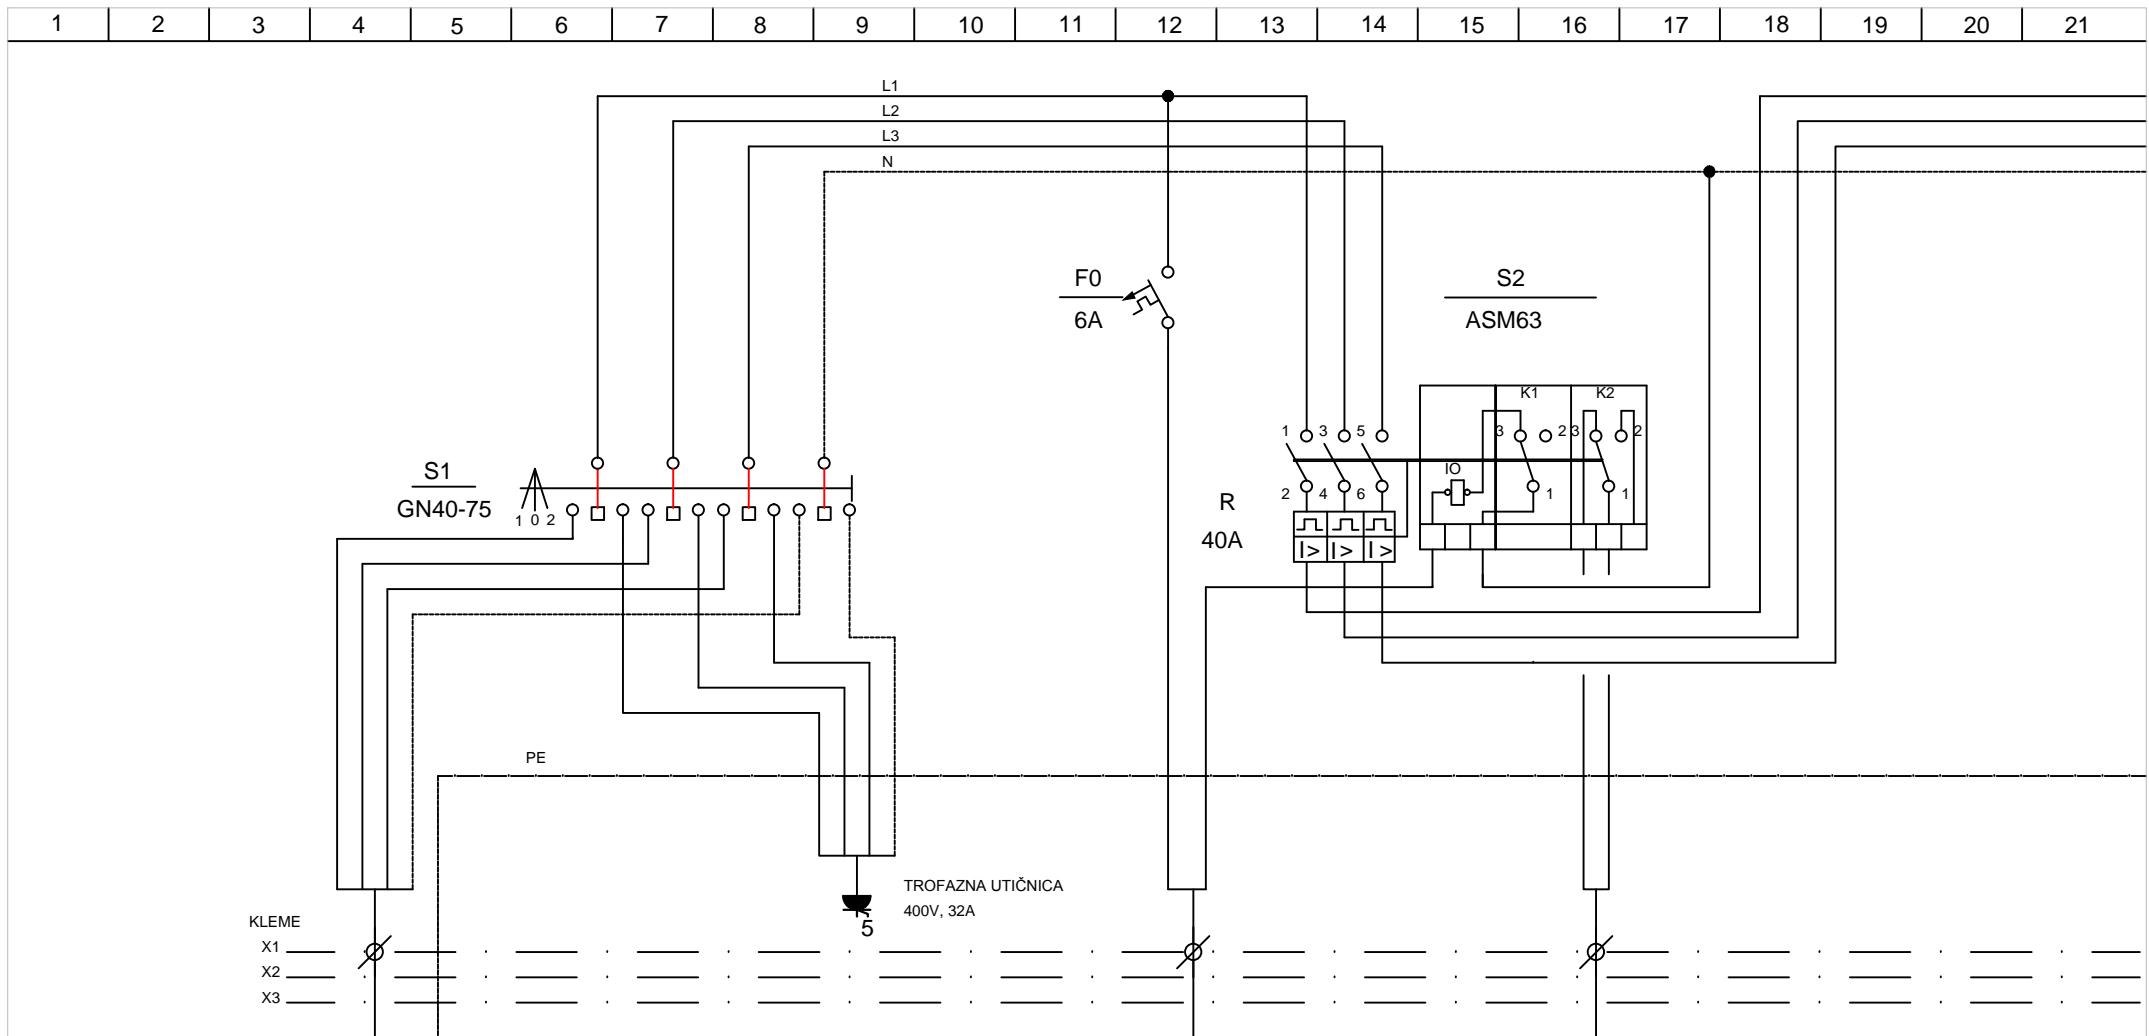 1 2 3 4 5 6 7 8 9 10 11 12 13 14 15 16 17 18 19 20 21
L1
L2
L3
N
F0
6A
S2
ASM63
K1 K2
1 3 5 3 2 3 2
S1
GN40-75
1 0 2
IO
2 4 6 1 1
R
40A
I> I> I>
PE
TROFAZNA UTIČNICA
400V, 32A
5
KLEME
X1
X2
X3